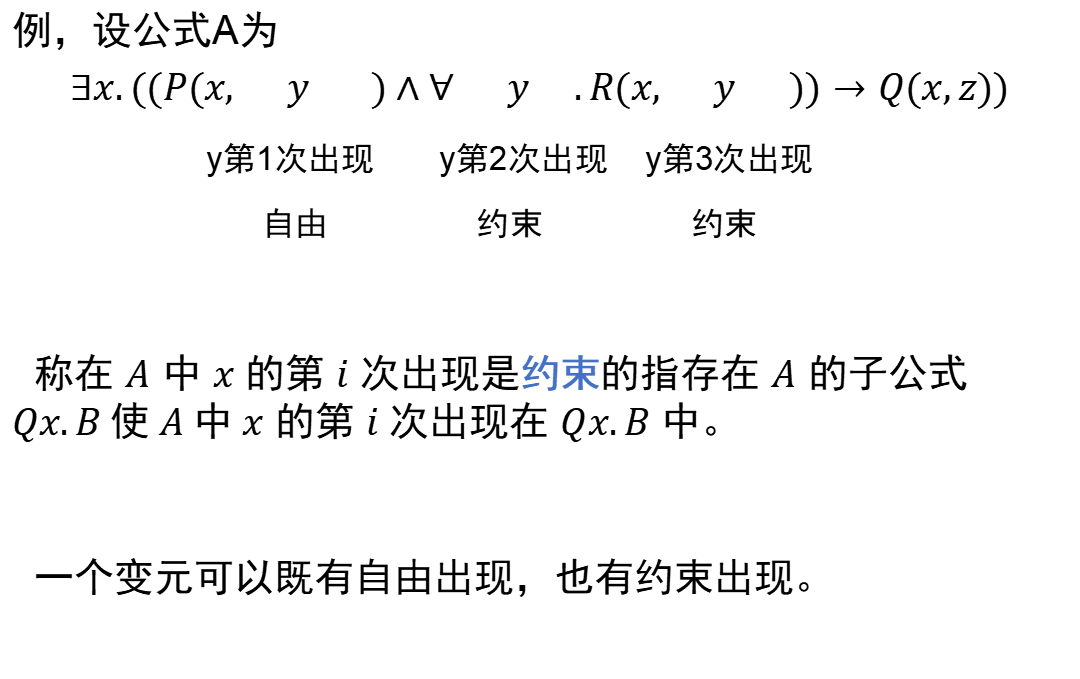 例，设公式A为
∃x.((P(x, y )∧∀ y .R(x, y ))→Q(x,z))
y第1次出现 y第2次出现 y第3次出现
自由 约束 约束
称在 A 中 x 的第 i 次出现是约束的指存在 A 的子公式
Qx.B 使 A 中 x 的第 i 次出现在 Qx.B 中。
一个变元可以既有自由出现，也有约束出现。